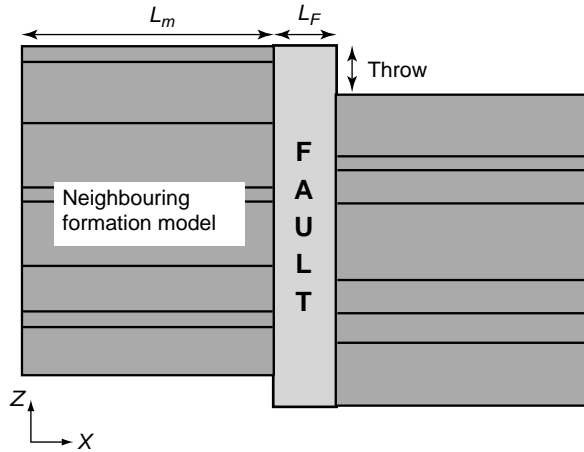 L_m
L_F
Throw
F
A
U
L
T
Neighbouring
formation model
Z
X